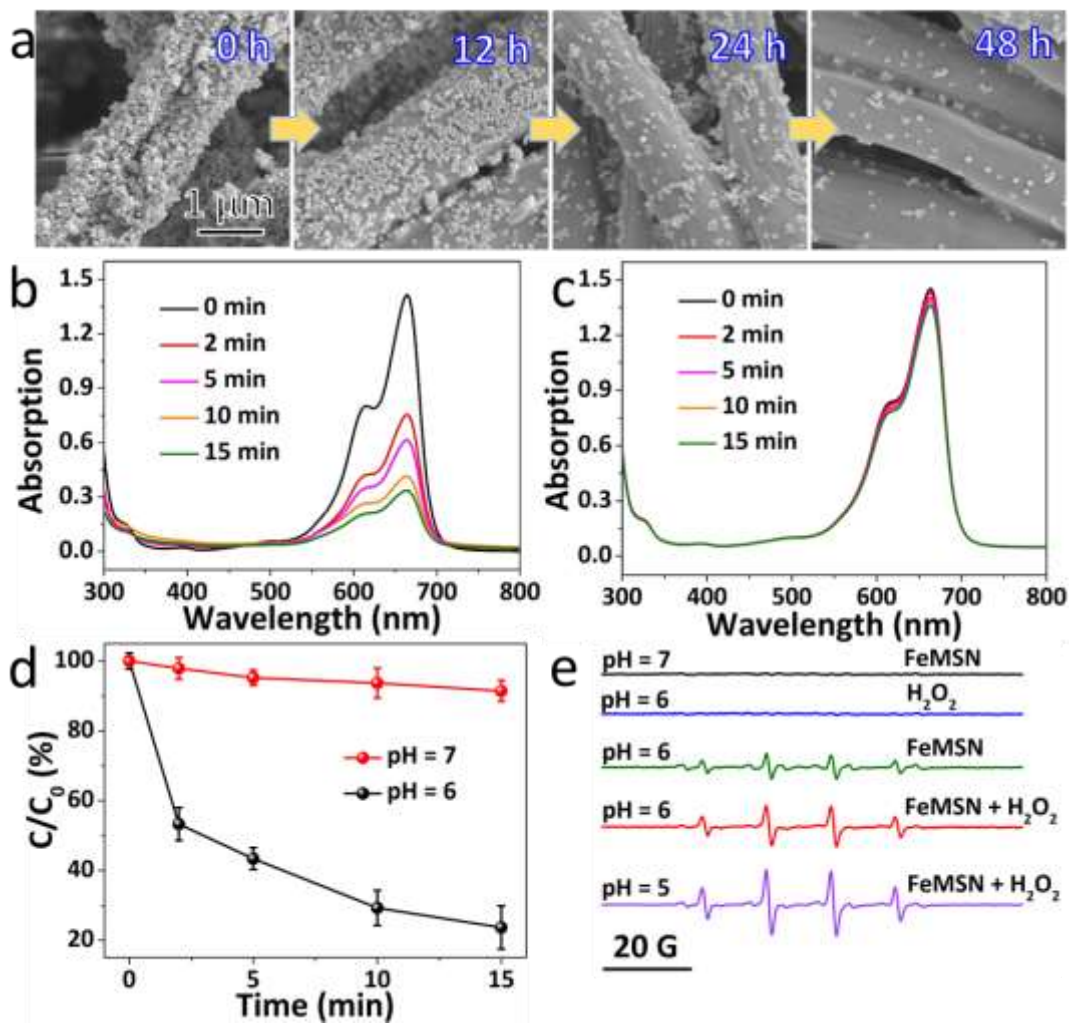 a
0 h
12 h
24 h
48 h
1 μm
b
1.5
1.2
0.9
0.6
0.3
0.0
Absorption
0 min
2 min
5 min
10 min
15 min
300 400 500 600 700 800
Wavelength (nm)
c
1.5
1.2
0.9
0.6
0.3
0.0
Absorption
0 min
2 min
5 min
10 min
15 min
300 400 500 600 700 800
Wavelength (nm)
d
100
80
60
40
20
C/C₀ (%)
pH = 7
pH = 6
0 5 10 15
Time (min)
e
pH = 7 FeMSN
pH = 6 H₂O₂
pH = 6 FeMSN
pH = 6 FeMSN + H₂O₂
pH = 5 FeMSN + H₂O₂
20 G